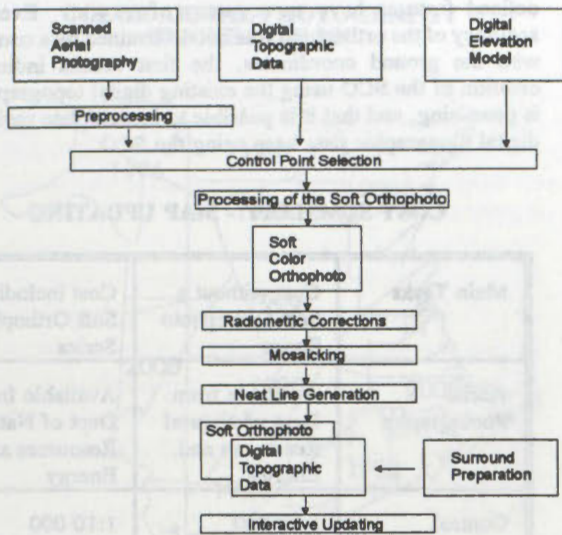 Scanned
Aerial
Photography
Digital
Topographic
Data
Digital
Elevation
Model
Preprocessing
Control Point Selection
Processing of the Soft Orthophoto
Soft
Color
Orthophoto
Radiometric Corrections
Mosaicking
Neat Line Generation
Soft Orthophoto
Digital
Topographic
Data
Surround
Preparation
Interactive Updating